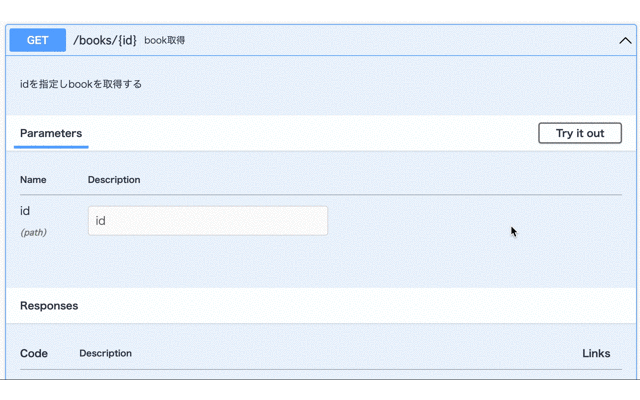 GET /books/{id} book取得
idを指定しbookを取得する
Parameters Try it out
Name Description
id id
(path)
Responses
Code Description Links